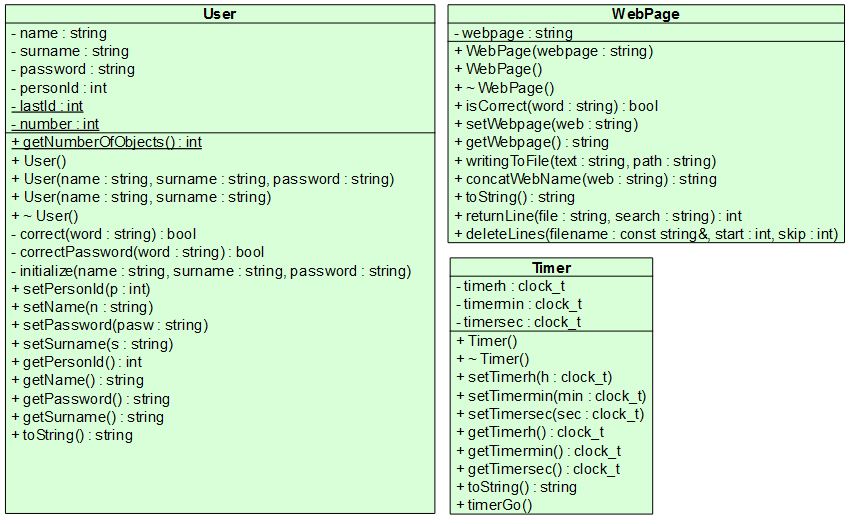 User
- name : string
- surname : string
- password : string
- personId : int
- lastId : int
- number : int
+ getNumberOfObjects() : int
+ User()
+ User(name : string, surname : string, password : string)
+ User(name : string, surname : string)
+ ~ User()
- correct(word : string) : bool
- correctPassword(word : string) : bool
- initialize(name : string, surname : string, password : string)
+ setPersonId(p : int)
+ setName(n : string)
+ setPassword(pasw : string)
+ setSurname(s : string)
+ getPersonId() : int
+ getName() : string
+ getPassword() : string
+ getSurname() : string
+ toString() : string
WebPage
- webpage : string
+ WebPage(webpage : string)
+ WebPage()
+ ~ WebPage()
+ isCorrect(word : string) : bool
+ setWebpage(web : string)
+ getWebpage() : string
+ writingToFile(text : string, path : string)
+ concatWebName(web : string) : string
+ toString() : string
+ returnLine(file : string, search : string) : int
+ deleteLines(filename : const string&, start : int, skip : int)
Timer
- timerh : clock_t
- timermin : clock_t
- timersec : clock_t
+ Timer()
+ ~ Timer()
+ setTimerh(h : clock_t)
+ setTimermin(min : clock_t)
+ setTimersec(sec : clock_t)
+ getTimerh() : clock_t
+ getTimermin() : clock_t
+ getTimersec() : clock_t
+ toString() : string
+ timerGo()